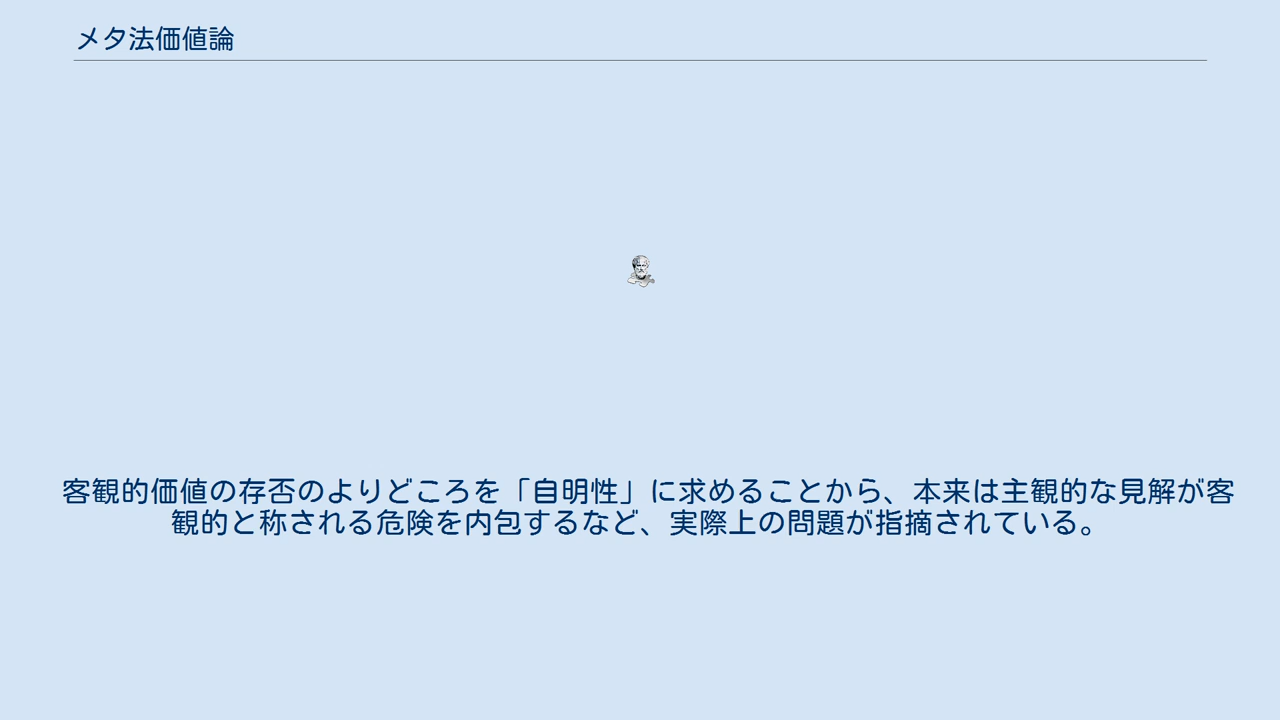 メタ法価値論
客観的価値の存否のよりどころを「自明性」に求めることから、本来は主観的な見解が客
観的と称される危険を内包するなど、実際上の問題が指摘されている。